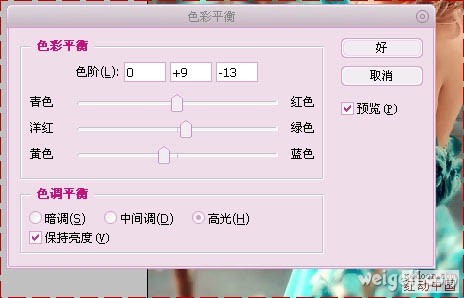 色彩平衡
色彩平衡
色阶(L): 0 +9 -13
青色 红色
洋红 绿色
黄色 蓝色
好
取消
预览(P)
色调平衡
暗调(S) 中间调(D) 高光(H)
保持亮度(V)
红动中国